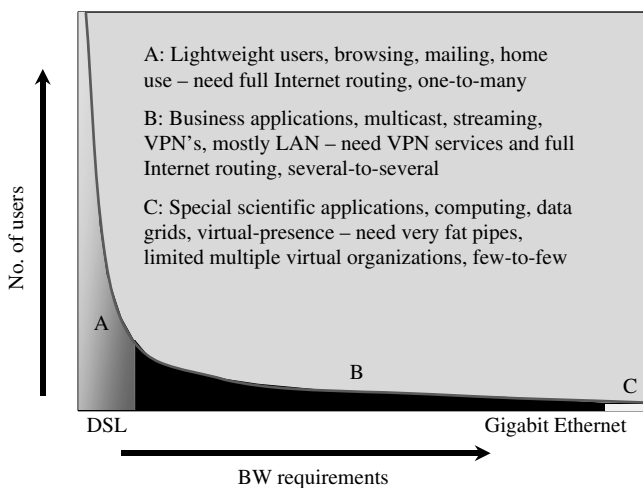 A: Lightweight users, browsing, mailing, home
use – need full Internet routing, one-to-many
B: Business applications, multicast, streaming,
VPN's, mostly LAN – need VPN services and full
Internet routing, several-to-several
C: Special scientific applications, computing, data
grids, virtual-presence – need very fat pipes,
limited multiple virtual organizations, few-to-few
No. of users
A
B
C
DSL
Gigabit Ethernet
BW requirements